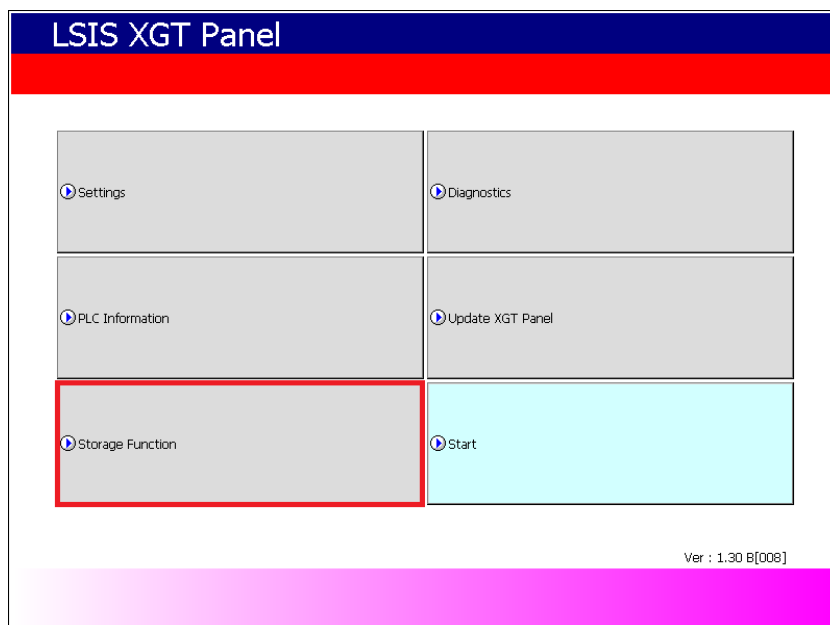 LSIS XGT Panel
Settings
Diagnostics
PLC Information
Update XGT Panel
Storage Function
Start
Ver : 1.30 B[008]